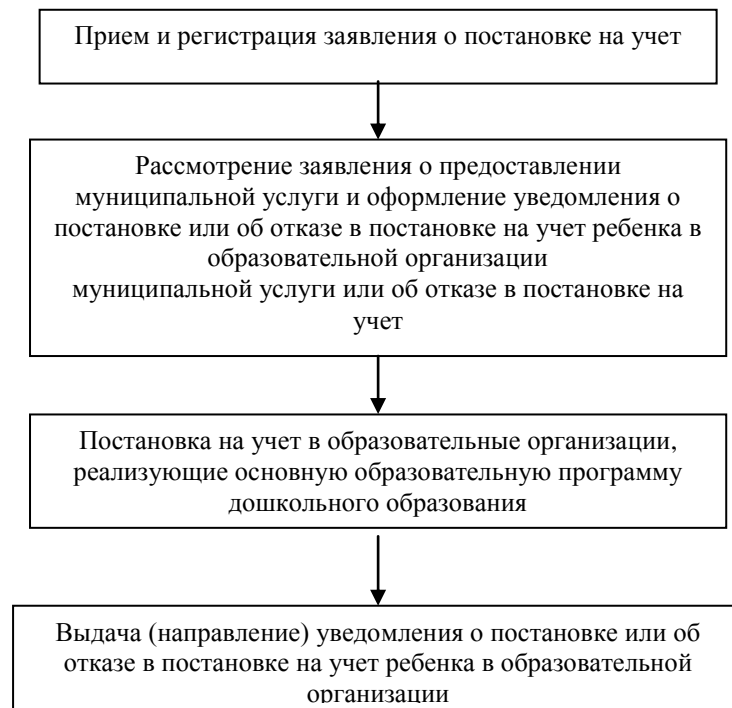 Прием и регистрация заявления о постановке на учет
Рассмотрение заявления о предоставлении
муниципальной услуги и оформление уведомления о
постановке или об отказе в постановке на учет ребенка в
образовательной организации
муниципальной услуги или об отказе в постановке на
учет
Постановка на учет в образовательные организации,
реализующие основную образовательную программу
дошкольного образования
Выдача (направление) уведомления о постановке или об
отказе в постановке на учет ребенка в образовательной
организации